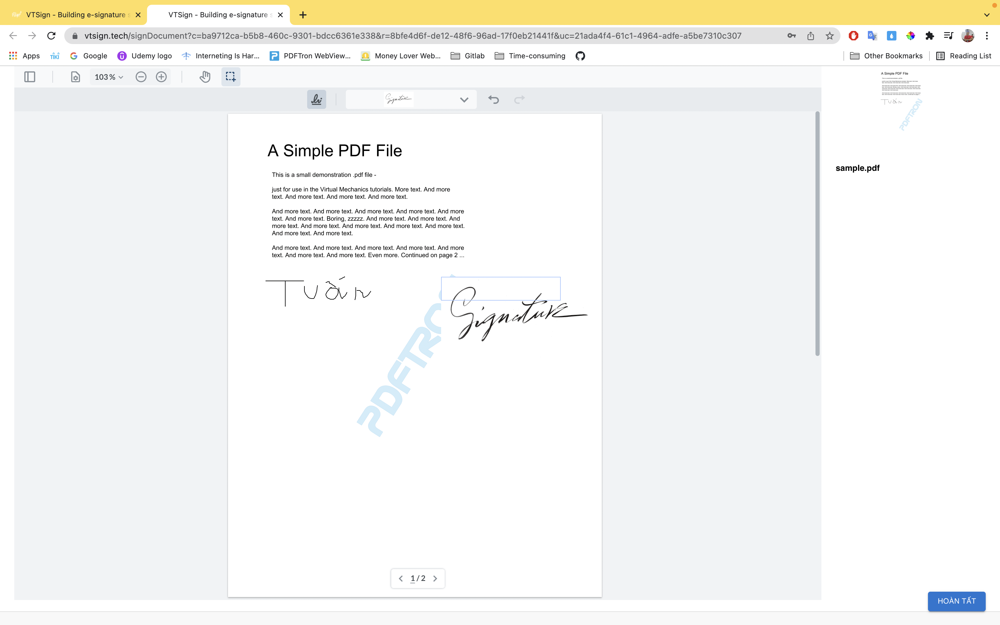 VTSign - Building e-signature s
VTSign - Building e-signature s
vtsign.tech/signDocument?c=ba9712ca-b5b8-460c-9301-bdcc6361e338&r=8bfe4d6f-de12-48f6-96ad-17f0eb21441f&uc=21ada4f4-61c1-4964-adfe-a5be7310c307
Apps TIKI Google Udemy logo Interneting Is Har... PDFTron WebView... Money Lover Web... Gitlab Time-consuming Other Bookmarks Reading List
103%
Signature
A Simple PDF File
This is a small demonstration .pdf file -
just for use in the Virtual Mechanics tutorials. More text. And more
text. And more text. And more text. And more text.
And more text. And more text. And more text. And more text. And more
text. And more text. Boring, zzzzz. And more text. And more text. And
more text. And more text. And more text. And more text. And more text.
And more text. And more text.
And more text. And more text. And more text. And more text. And more
text. And more text. And more text. Even more. Continued on page 2 ...
Tuấn
Signature
PDFTRO
1/2
A Simple PDF File
Tuấn
PDFTRON
sample.pdf
HOÀN TẤT